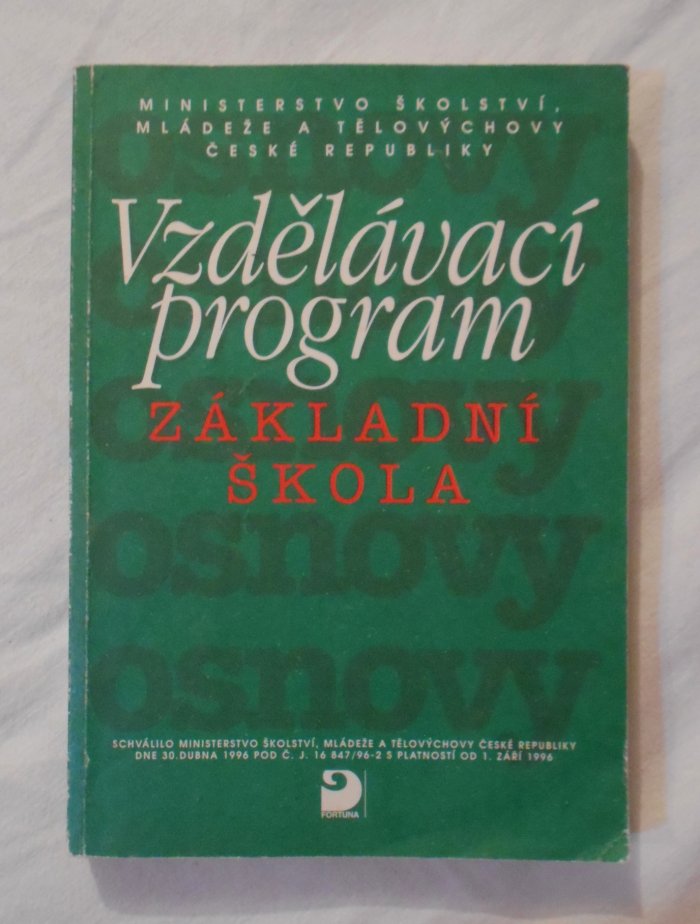 MINISTERSTVO ŠKOLSTVÍ,
MLÁDEŽE A TĚLOVÝCHOVY
ČESKÉ REPUBLIKY
osnovy
Vzdělávací
osnovy
program
osnovy
ZÁKLADNÍ
ŠKOLA
osnovy
osnovy
SCHVÁLILO MINISTERSTVO ŠKOLSTVÍ, MLÁDEŽE A TĚLOVÝCHOVY ČESKÉ REPUBLIKY
DNE 30.DUBNA 1996 POD Č. J. 16 847/96-2 S PLATNOSTÍ OD 1. ZÁŘÍ 1996
FORTUNA